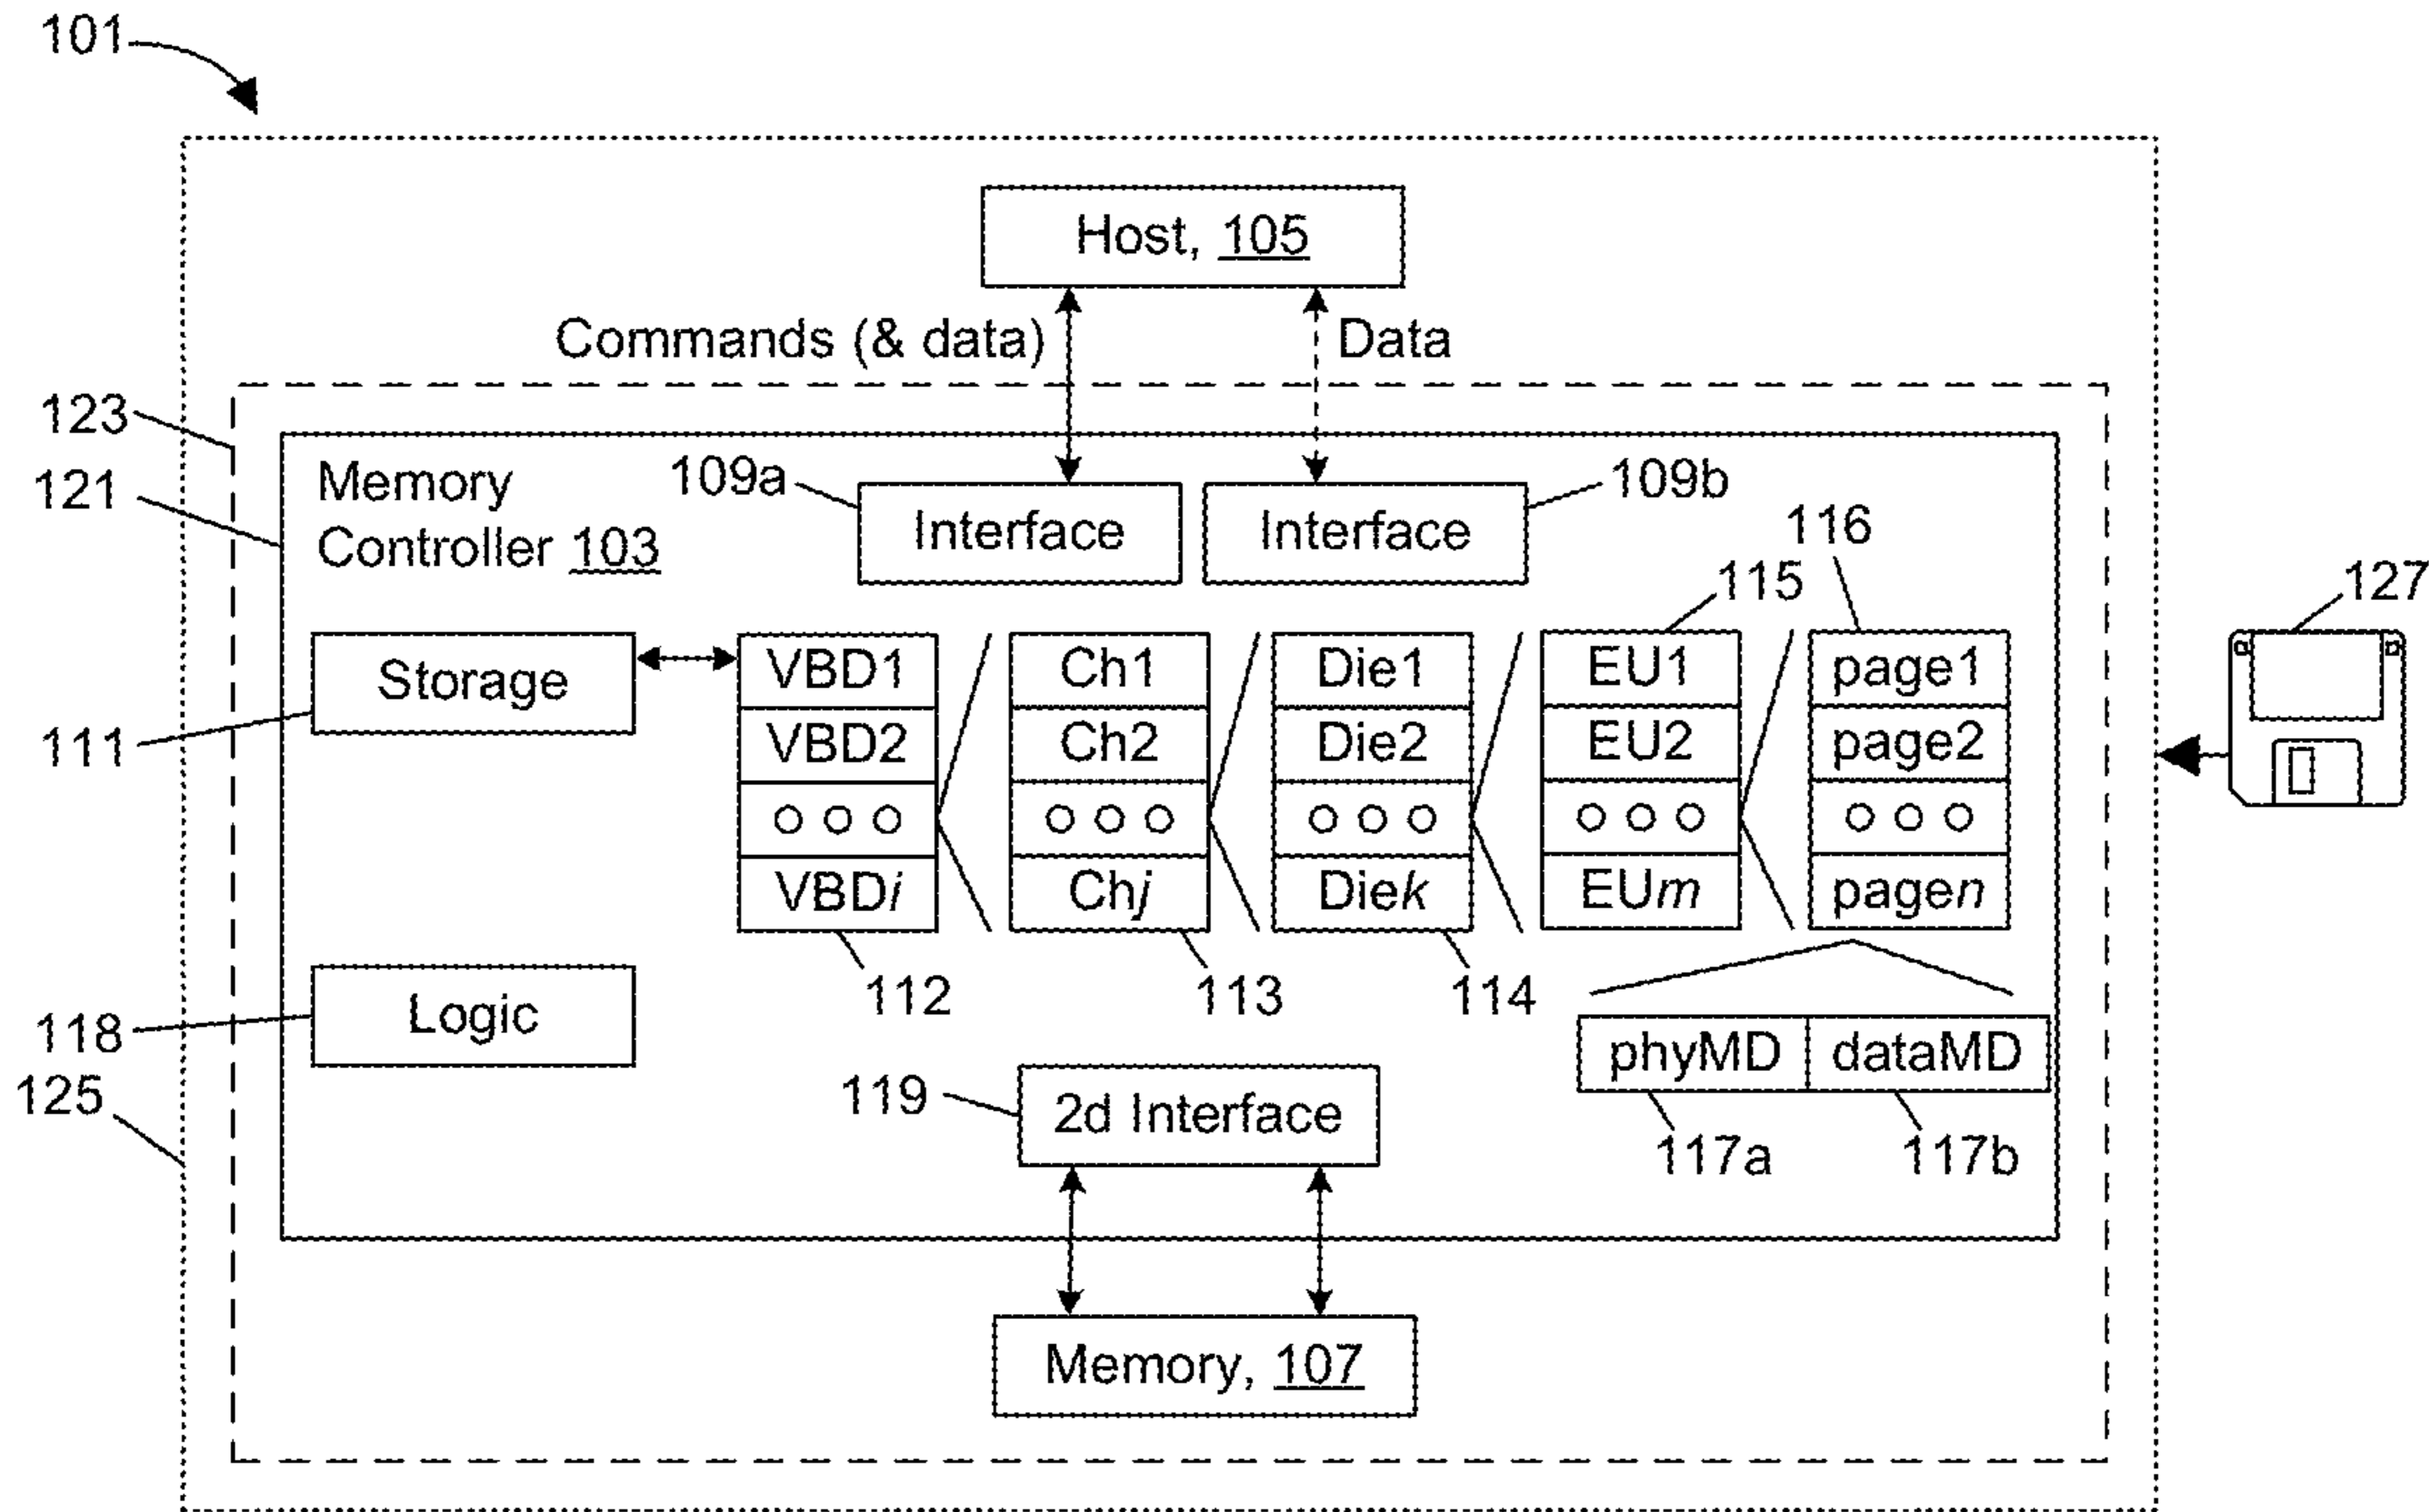 101
Host, 105
Commands (& data)
Data
123
121
Memory
Controller 103
109a
109b
Interface
Interface
116
115
127
Storage
111
VBD1
VBD2
VBDi
Ch1
Ch2
Chj
Die1
Die2
Diek
EU1
EU2
EUm
page1
page2
pagen
112
113
114
118
Logic
125
phyMD
dataMD
119
2d Interface
117a
117b
Memory, 107